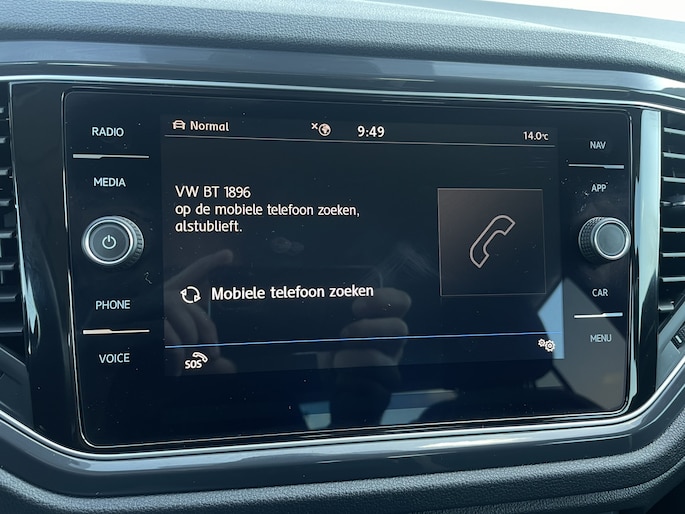 RADIO
MEDIA
PHONE
VOICE
Normal
9:49
14.0°C
VW BT 1896
op de mobiele telefoon zoeken,
alstublieft.
Mobiele telefoon zoeken
SOS
NAV
APP
CAR
MENU